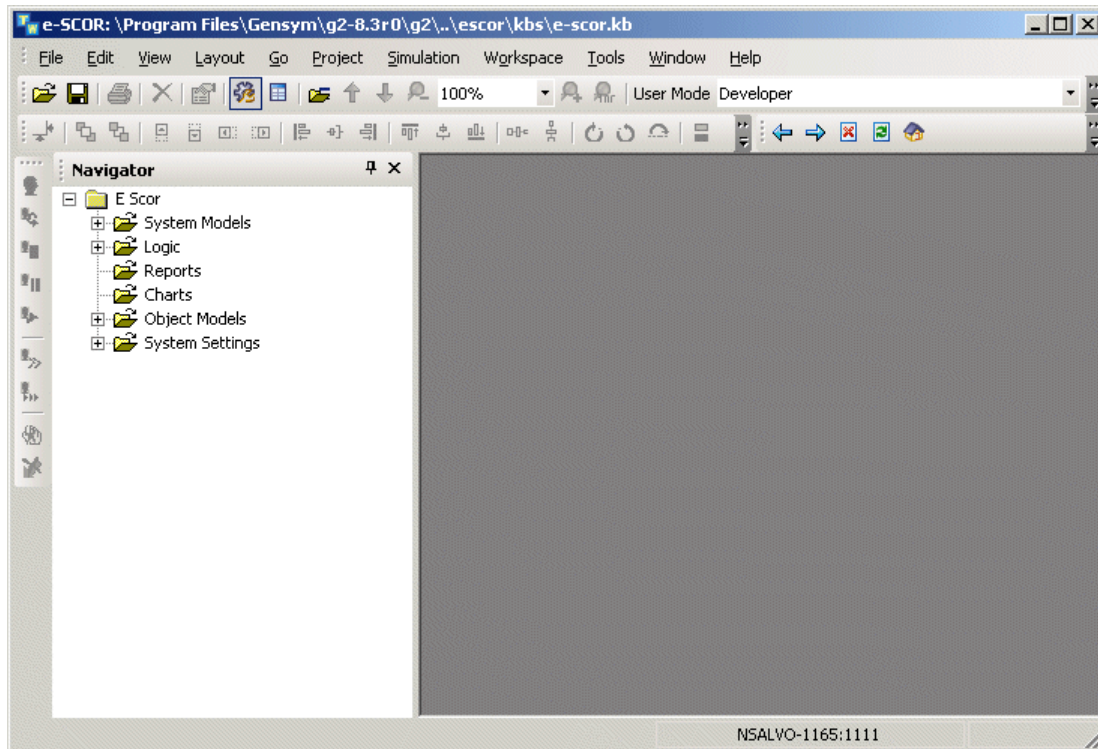 e-SCOR: \Program Files\Gensym\g2-8.3r0\g2\..\escor\kbs\e-scor.kb
File Edit View Layout Go Project Simulation Workspace Tools Window Help
100% User Mode Developer
Navigator
E Scor
System Models
Logic
Reports
Charts
Object Models
System Settings
NSALVO-1165:1111